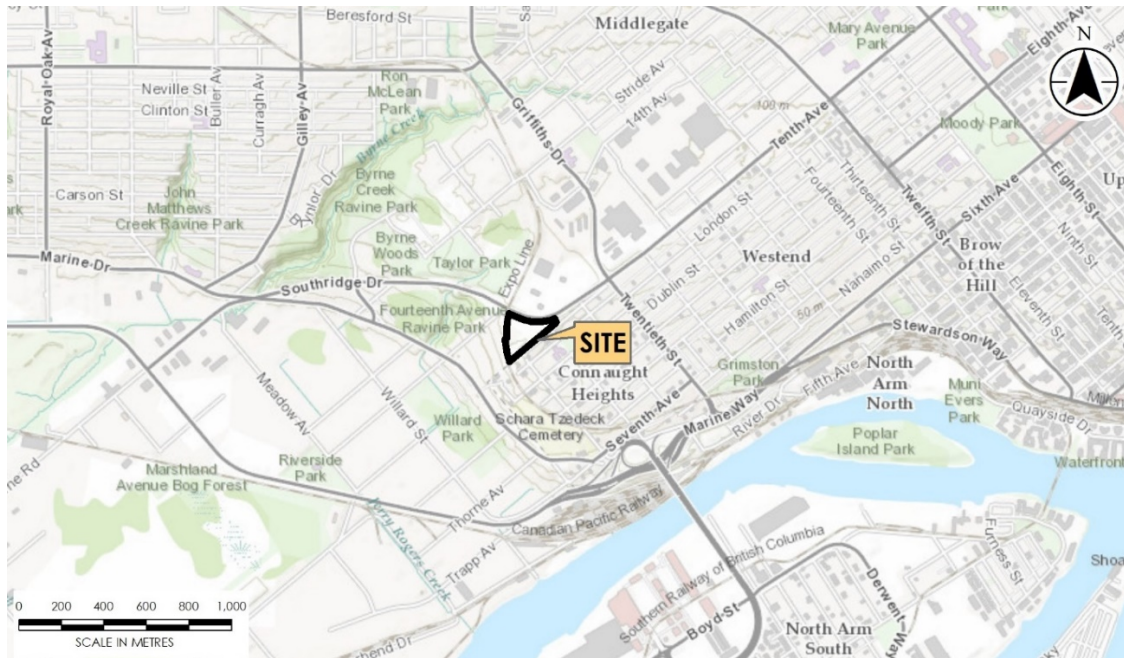 Beresford St
Middlegate
Mary Avenue
Park
Eighth Ave
N
Royal Oak Av
Neville St
Clinton St
Buller Av
Curragh Av
Gilley Av
Ron
McLean
Park
Byrne Creek
Griffiths Dr
Stride Av
14th Av
100 m
Tenth Ave
Moody Park
Carson St
John
Matthews
Creek Ravine Park
Byrne
Creek
Ravine Park
London St
Fourteenth St
Thirteenth St
Twelfth St
Sixth Ave
Eighth St
Up
Marine Dr
Byrne
Woods
Park
Taylor Park
Expo Line
Westend
Nanaimo St
Brow
of the
Hill
Ninth St
Eleventh St
Tenth
Southridge Dr
Dublin St
Hamilton St
50 m
Fourteenth Avenue
Ravine Park
SITE
Twentieth St
Stewardson Way
Connaught
Heights
Grimston
Park
Fifth Ave
North
Arm
North
Muni
Evers
Park
Quayside Dr
Meadow Av
Willard St
Willard
Park
Schara Tzedeck
Cemetery
Seventh Ave
Marine Way
River Dr
Poplar
Island Park
Waterfront
Marshland
Avenue Bog Forest
Riverside
Park
Thorne Av
Canadian Pacific Railway
Jerry Rogers Creek
Trapp Av
Southern Railway of British Columbia
Furness St
Shoa
Boyd St
Derwent Way
North Arm
South
0 200 400 600 800 1,000
SCALE IN METRES